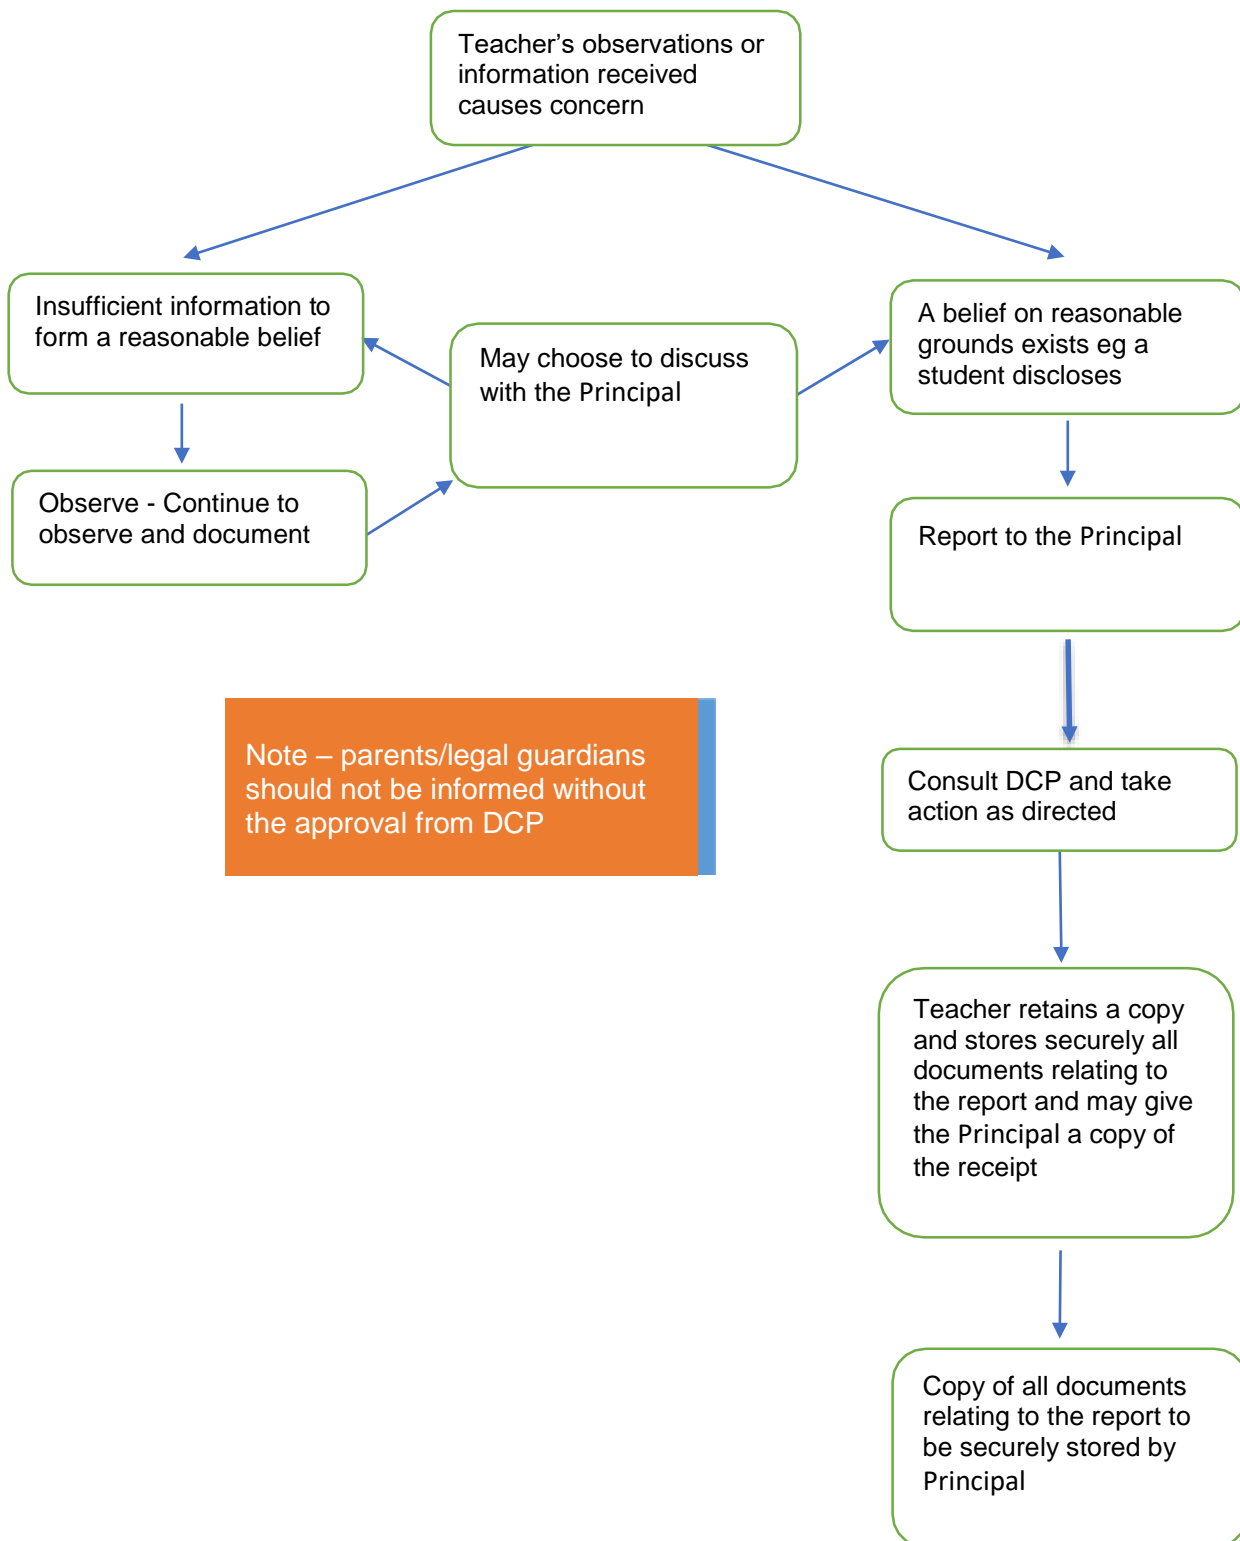 Teacher’s observations or
information received
causes concern
Insufficient information to
form a reasonable belief
May choose to discuss
with the Principal
A belief on reasonable
grounds exists eg a
student discloses
Observe - Continue to
observe and document
Report to the Principal
Note – parents/legal guardians
should not be informed without
the approval from DCP
Consult DCP and take
action as directed
Teacher retains a copy
and stores securely all
documents relating to
the report and may give
the Principal a copy of
the receipt
Copy of all documents
relating to the report to
be securely stored by
Principal